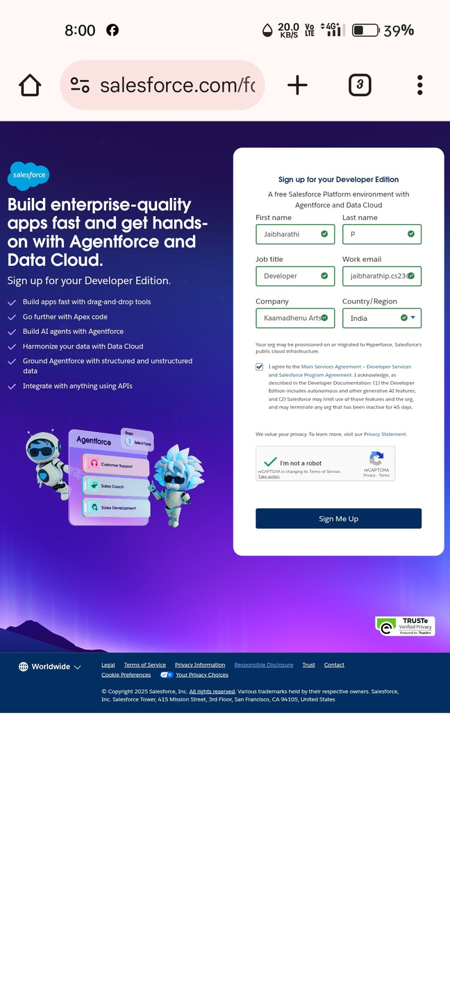 8:00
20.0
KB/S
Vo
LTE
4G+
39%
salesforce.com/fo
3
salesforce
Build enterprise-quality
apps fast and get hands-
on with Agentforce and
Data Cloud.
Sign up for your Developer Edition.
Build apps fast with drag-and-drop tools
Go further with Apex code
Build AI agents with Agentforce
Harmonize your data with Data Cloud
Ground Agentforce with structured and unstructured
data
Integrate with anything using APIs
Agentforce
Steps
Select Type
Customer Support
Sales Coach
Sales Development
Sign up for your Developer Edition
A free Salesforce Platform environment with
Agentforce and Data Cloud
First name
Last name
Jaibharathi
P
Job title
Work email
Developer
jaibharathip.cs23
Company
Country/Region
Kaamadhenu Arts
India
Your org may be provisioned on or migrated to Hyperforce, Salesforce's
public cloud infrastructure.
I agree to the Main Services Agreement – Developer Services
and Salesforce Program Agreement. I acknowledge, as
described in the Developer Documentation: (1) the Developer
Edition includes autonomous and other generative AI features;
and (2) Salesforce may limit use of those features and the org,
and may terminate any org that has been inactive for 45 days.
We value your privacy. To learn more, visit our Privacy Statement.
I'm not a robot
reCAPTCHA is changing its Terms of Service.
Take action.
reCAPTCHA
Privacy - Terms
Sign Me Up
TRUSTe
Verified Privacy
Powered by TrustArc
Worldwide
Legal
Terms of Service
Privacy Information
Responsible Disclosure
Trust
Contact
Cookie Preferences
Your Privacy Choices
© Copyright 2025 Salesforce, Inc. All rights reserved. Various trademarks held by their respective owners. Salesforce,
Inc. Salesforce Tower, 415 Mission Street, 3rd Floor, San Francisco, CA 94105, United States